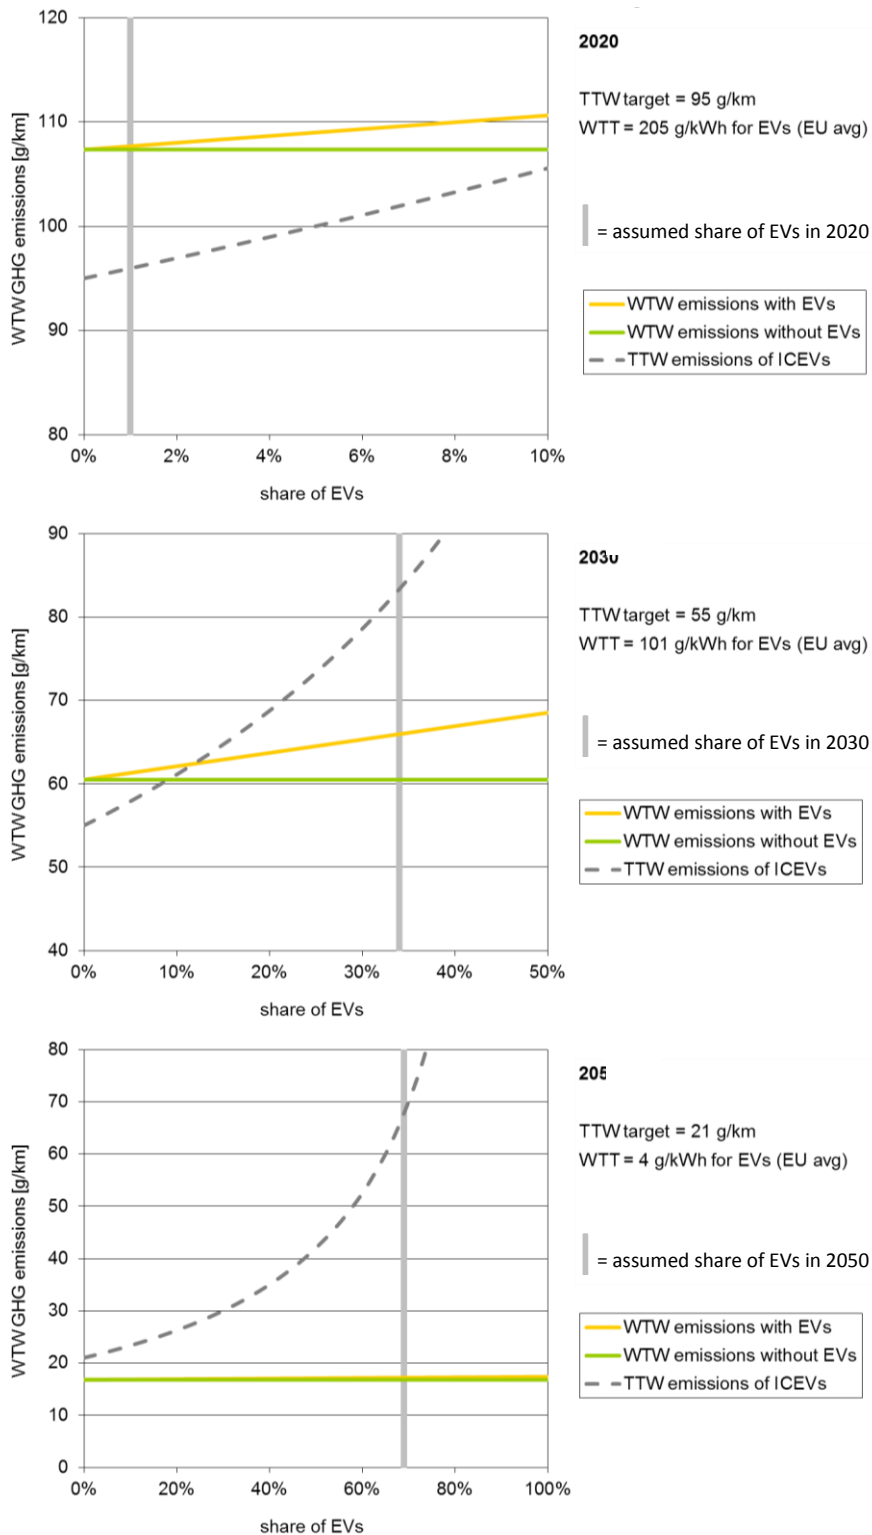 2020
TTW target = 95 g/km
WTT = 205 g/kWh for EVs (EU avg)
= assumed share of EVs in 2020
WTW emissions with EVs
WTW emissions without EVs
TTW emissions of ICEVs
WTW GHG emissions [g/km]
120
110
100
90
80
0% 2% 4% 6% 8% 10%
share of EVs
TTW target = 55 g/km
WTT = 101 g/kWh for EVs (EU avg)
= assumed share of EVs in 2030
WTW emissions with EVs
WTW emissions without EVs
TTW emissions of ICEVs
WTW GHG emissions [g/km]
90
80
70
60
50
40
0% 10% 20% 30% 40% 50%
share of EVs
205
TTW target = 21 g/km
WTT = 4 g/kWh for EVs (EU avg)
= assumed share of EVs in 2050
WTW emissions with EVs
WTW emissions without EVs
TTW emissions of ICEVs
WTW GHG emissions [g/km]
80
70
60
50
40
30
20
10
0
0% 20% 40% 60% 80% 100%
share of EVs